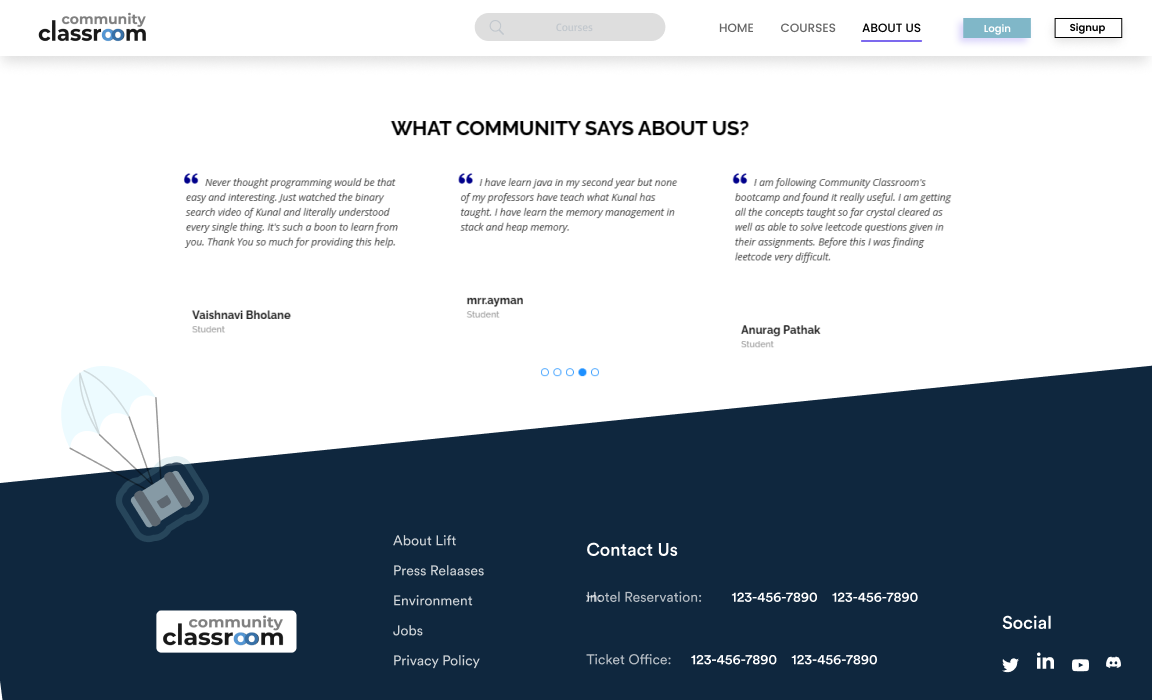 community
classroom
Courses
HOME
COURSES
ABOUT US
Login
Signup
WHAT COMMUNITY SAYS ABOUT US?
Never thought programming would be that
easy and interesting. Just watched the binary
search video of Kunal and literally understood
every single thing. It's such a boon to learn from
you. Thank You so much for providing this help.
Vaishnavi Bholane
Student
I have learn java in my second year but none
of my professors have teach what Kunal has
taught. I have learn the memory management in
stack and heap memory.
mrr.ayman
Student
I am following Community Classroom's
bootcamp and found it really useful. I am getting
all the concepts taught so far crystal cleared as
well as able to solve leetcode questions given in
their assignments. Before this I was finding
leetcode very difficult.
Anurag Pathak
Student
community
classroom
About Lift
Press Relaases
Environment
Jobs
Privacy Policy
Contact Us
Hotel Reservation: 123-456-7890 123-456-7890
Ticket Office: 123-456-7890 123-456-7890
Social